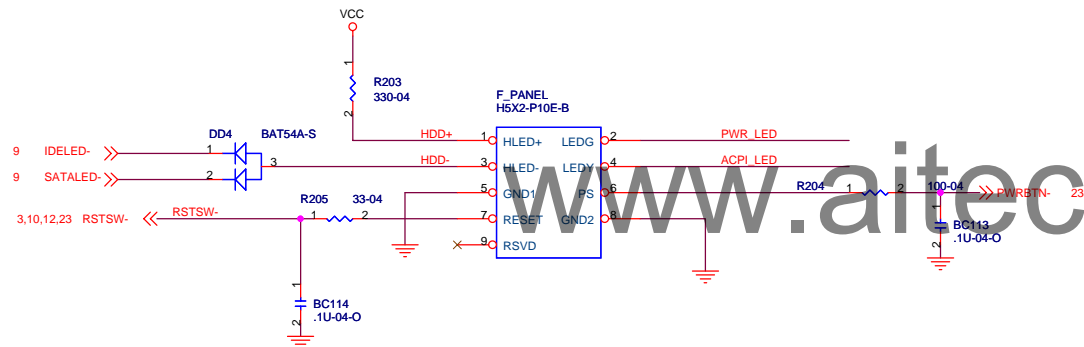 VCC
1
R203
330-04
2
F_PANEL
H5X2-P10E-B
DD4 BAT54A-S
9 IDELED- 1
3
9 SATALED- 2
HDD+ 1 HLED+ LEDG 2 PWR_LED
HDD- 3 HLED- LEDY 4 ACPI_LED
5 GND1 PS 6 R204 1 2 100-04 PWRBTN- 23
R205 33-04
3,10,12,23 RSTSW- RSTSW- 1 2 7 RESET GND2 8
9 RSVD
1
BC113
.1U-04-O
2
1
BC114
.1U-04-O
2
www.aitec